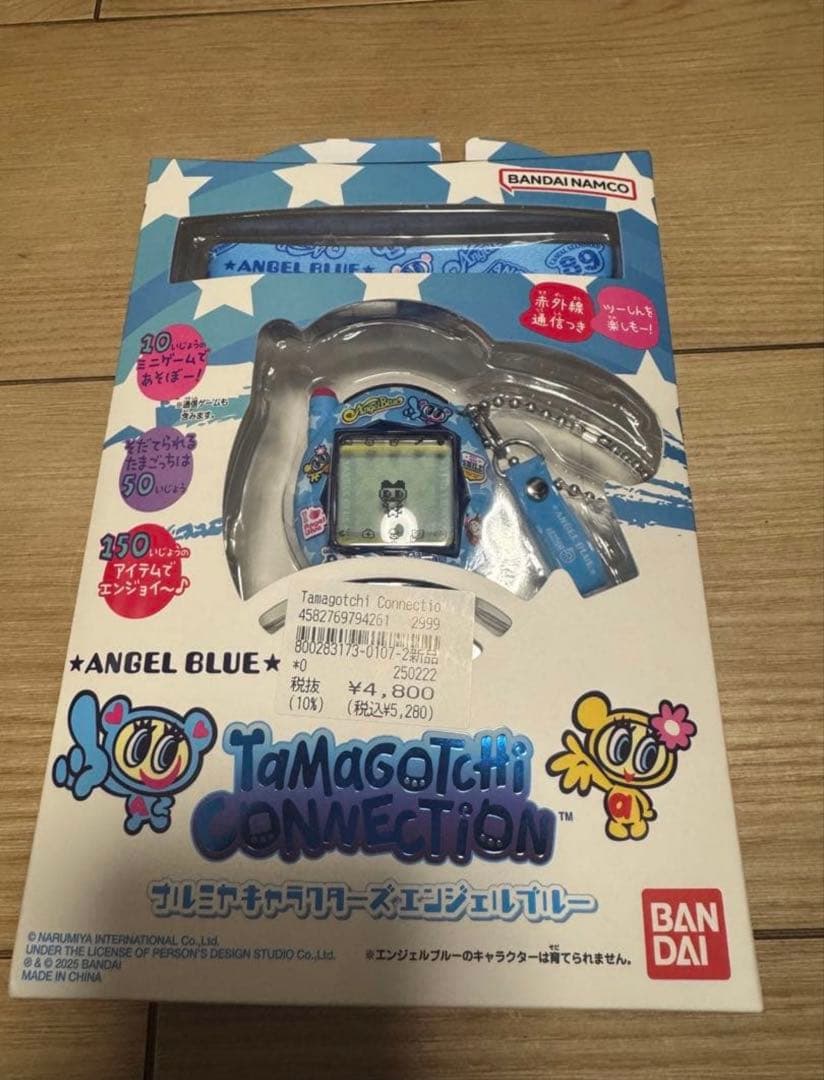 BANDAI NAMCO
★ANGEL BLUE★
赤外線
通信つき
ツーしんを
楽しもー!
10いじょうの
ミニゲームで
あそぼー!
※通信ゲームも
含みます。
そだてられる
たまごっちは
50いじょう
150いじょうの
アイテムで
エンジョイ〜♪
Angel Blue
ANGEL BLUE
Tamagotchi Connectio
4582769794261 2999
800283173-0107-2新品
*0 250222
税抜 ¥4,800
(10%) (税込¥5,280)
★ANGEL BLUE★
TAMAGOTCHI
CONNECTION™
ナルミヤキャラクターズ エンジェルブルー
© NARUMIYA INTERNATIONAL Co.,Ltd.
UNDER THE LICENSE OF PERSON'S DESIGN STUDIO Co.,Ltd.
® & © 2025 BANDAI
MADE IN CHINA
※エンジェルブルーのキャラクターは育てられません。
BAN
DAI